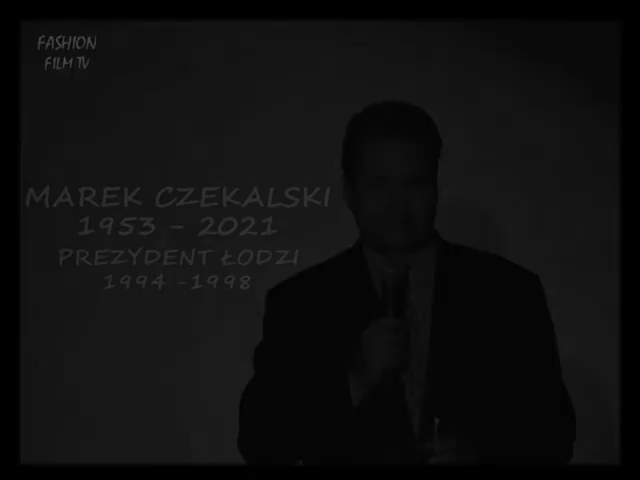 FASHION
FILM TV
MAREK CZEKALSKI
1953 - 2021
PREZYDENT ŁODZI
1994 -1998